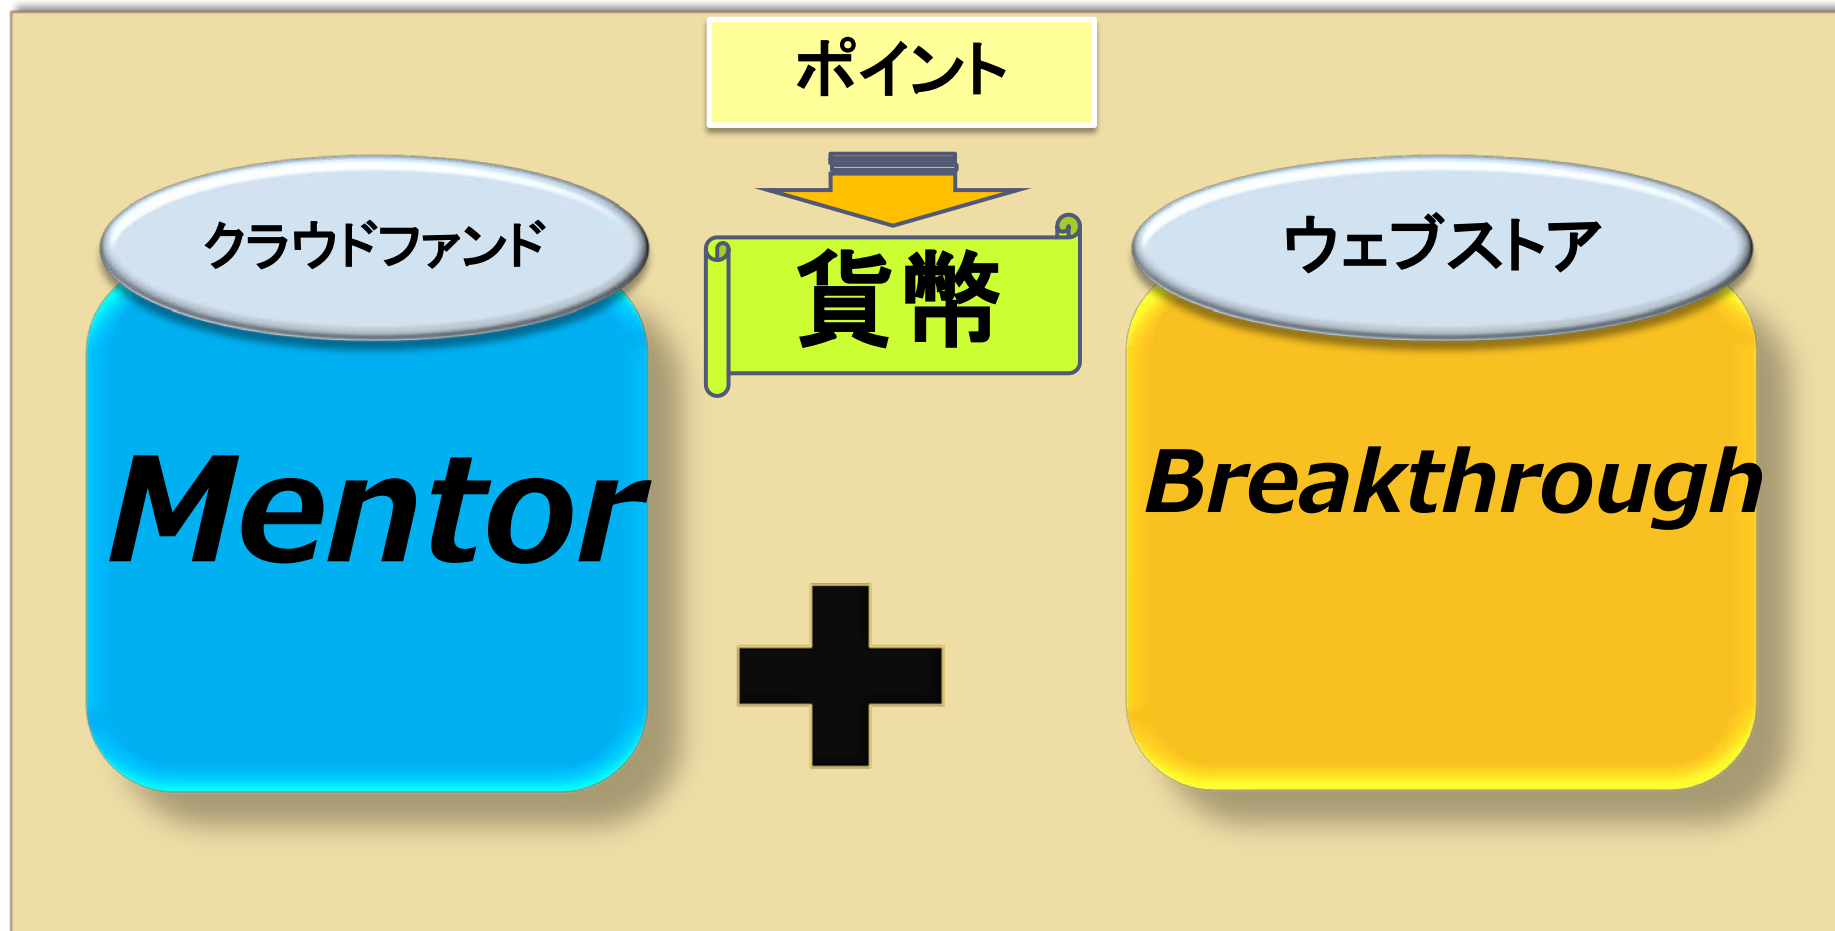 ポイント
クラウドファンド
貨幣
ウェブストア
Mentor
Breakthrough